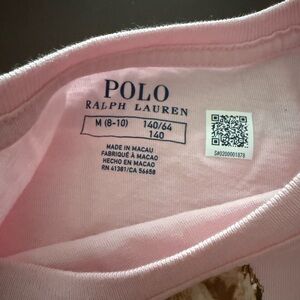 POLO
RALPH LAUREN
M (8-10) 140/64
140
MADE IN MACAU
FABRIQUÉ À MACAO
HECHO EN MACAO
RN 41381/CA 56658
S#0200001878